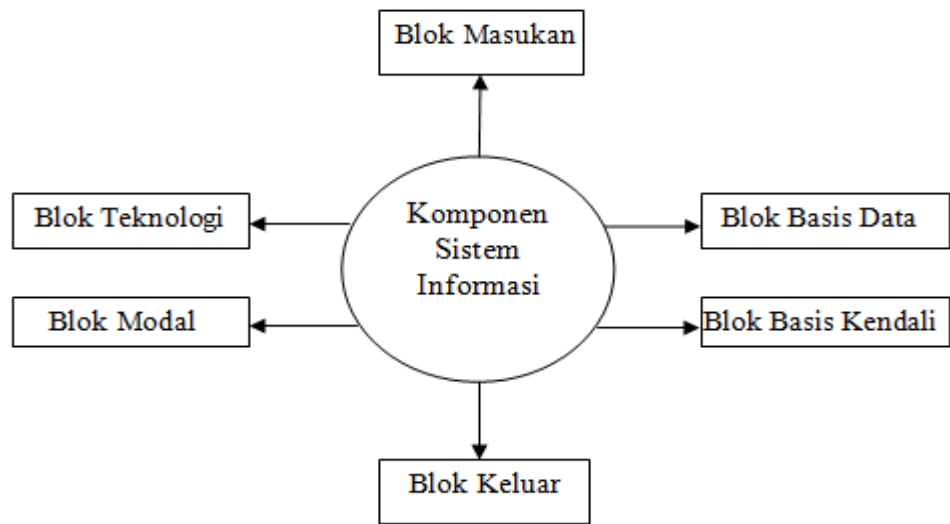 Blok Masukan
Blok Teknologi
Komponen
Sistem
Informasi
Blok Basis Data
Blok Modal
Blok Basis Kendali
Blok Keluar